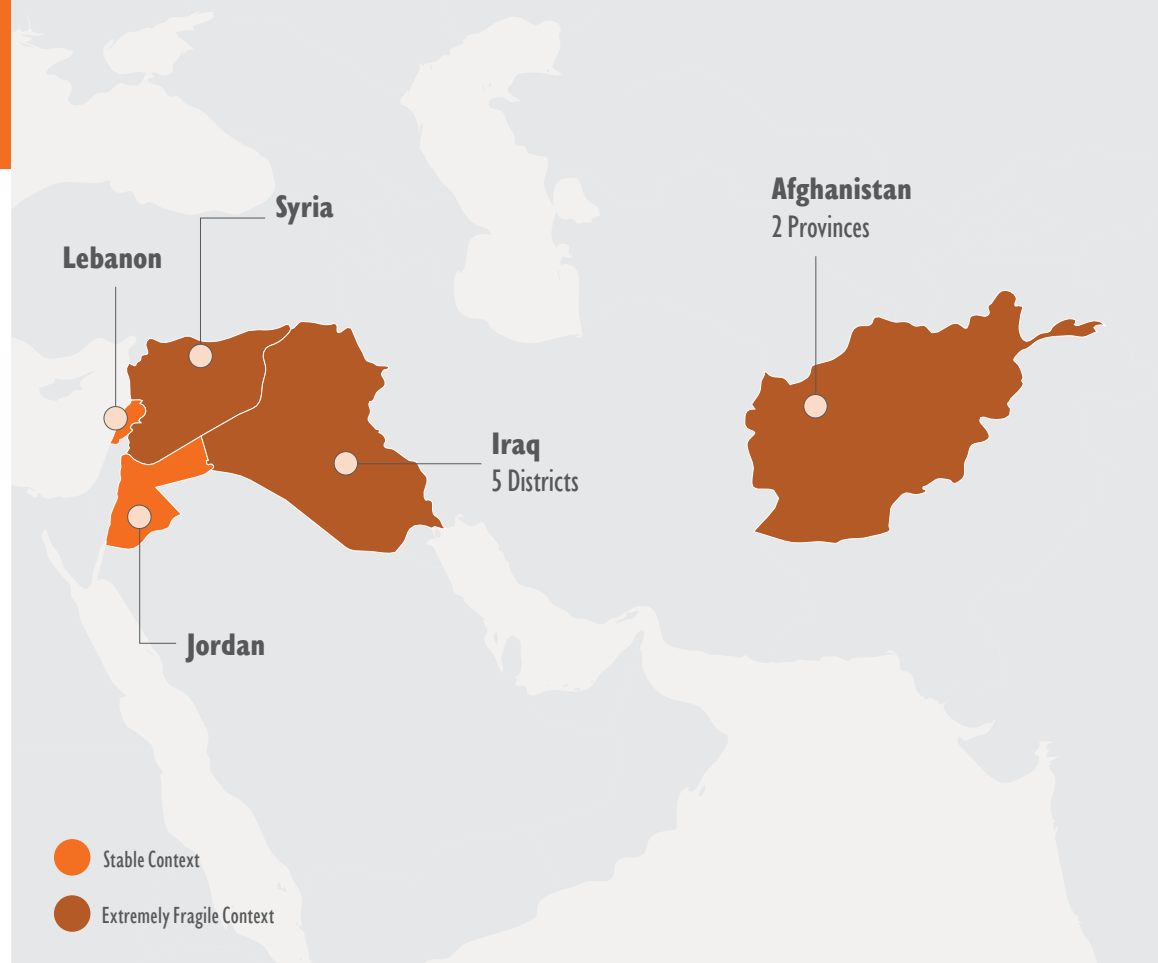 Syria
Lebanon
Afghanistan
2 Provinces
Iraq
5 Districts
Jordan
Stable Context
Extremely Fragile Context